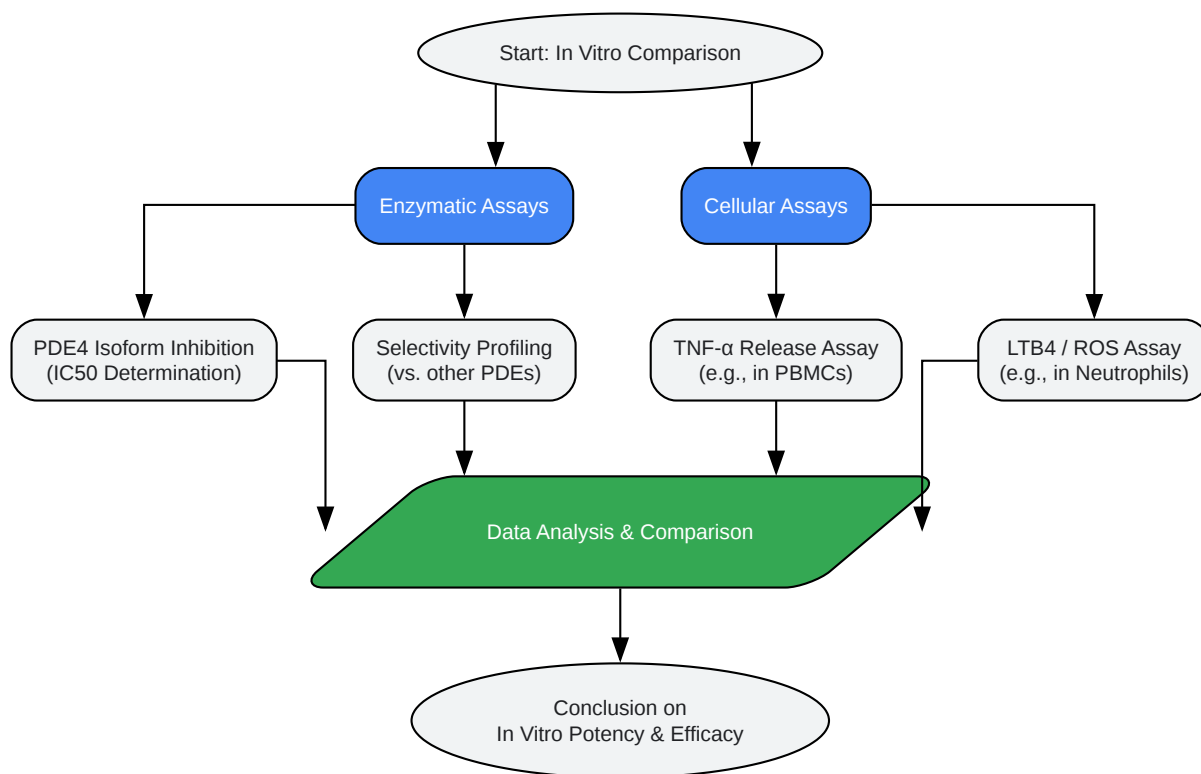 Start: In Vitro Comparison
Enzymatic Assays
Cellular Assays
PDE4 Isoform Inhibition
(IC50 Determination)
Selectivity Profiling
(vs. other PDEs)
TNF-α Release Assay
(e.g., in PBMCs)
LTB4 / ROS Assay
(e.g., in Neutrophils)
Data Analysis & Comparison
Conclusion on
In Vitro Potency & Efficacy